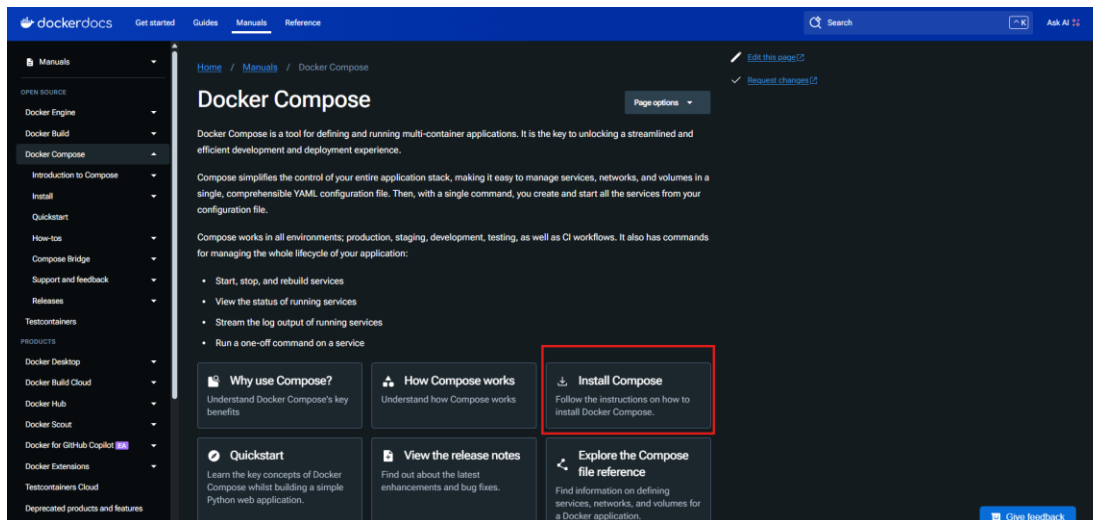 dockerdocs Get started Guides Manuals Reference Search ^K Ask AI
Manuals
OPEN SOURCE
Docker Engine
Docker Build
Docker Compose
Introduction to Compose
Install
Quickstart
How-tos
Compose Bridge
Support and feedback
Releases
Testcontainers
PRODUCTS
Docker Desktop
Docker Build Cloud
Docker Hub
Docker Scout
Docker for GitHub Copilot EA
Docker Extensions
Testcontainers Cloud
Deprecated products and features
Home / Manuals / Docker Compose
Docker Compose
Page options
Docker Compose is a tool for defining and running multi-container applications. It is the key to unlocking a streamlined and
efficient development and deployment experience.
Compose simplifies the control of your entire application stack, making it easy to manage services, networks, and volumes in a
single, comprehensible YAML configuration file. Then, with a single command, you create and start all the services from your
configuration file.
Compose works in all environments; production, staging, development, testing, as well as CI workflows. It also has commands
for managing the whole lifecycle of your application:
• Start, stop, and rebuild services
• View the status of running services
• Stream the log output of running services
• Run a one-off command on a service
Why use Compose?
Understand Docker Compose's key
benefits
How Compose works
Understand how Compose works
Install Compose
Follow the instructions on how to
install Docker Compose.
Quickstart
Learn the key concepts of Docker
Compose whilst building a simple
Python web application.
View the release notes
Find out about the latest
enhancements and bug fixes.
Explore the Compose
file reference
Find information on defining
services, networks, and volumes for
a Docker application.
Edit this page
Request changes
Give feedback